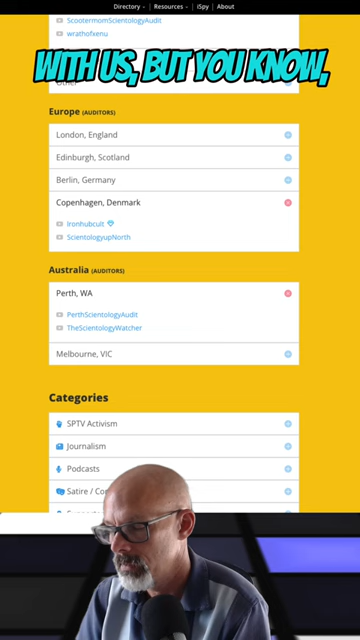 Directory Resources iSpy About
ScootermomScientologyAudit
wrathofxenu
WITH US, BUT YOU KNOW,
Other
Europe (AUDITORS)
London, England
Edinburgh, Scotland
Berlin, Germany
Copenhagen, Denmark
Ironhubcult
ScientologyupNorth
Australia (AUDITORS)
Perth, WA
PerthScientologyAudit
TheScientologyWatcher
Melbourne, VIC
Categories
SPTV Activism
Journalism
Podcasts
Satire /